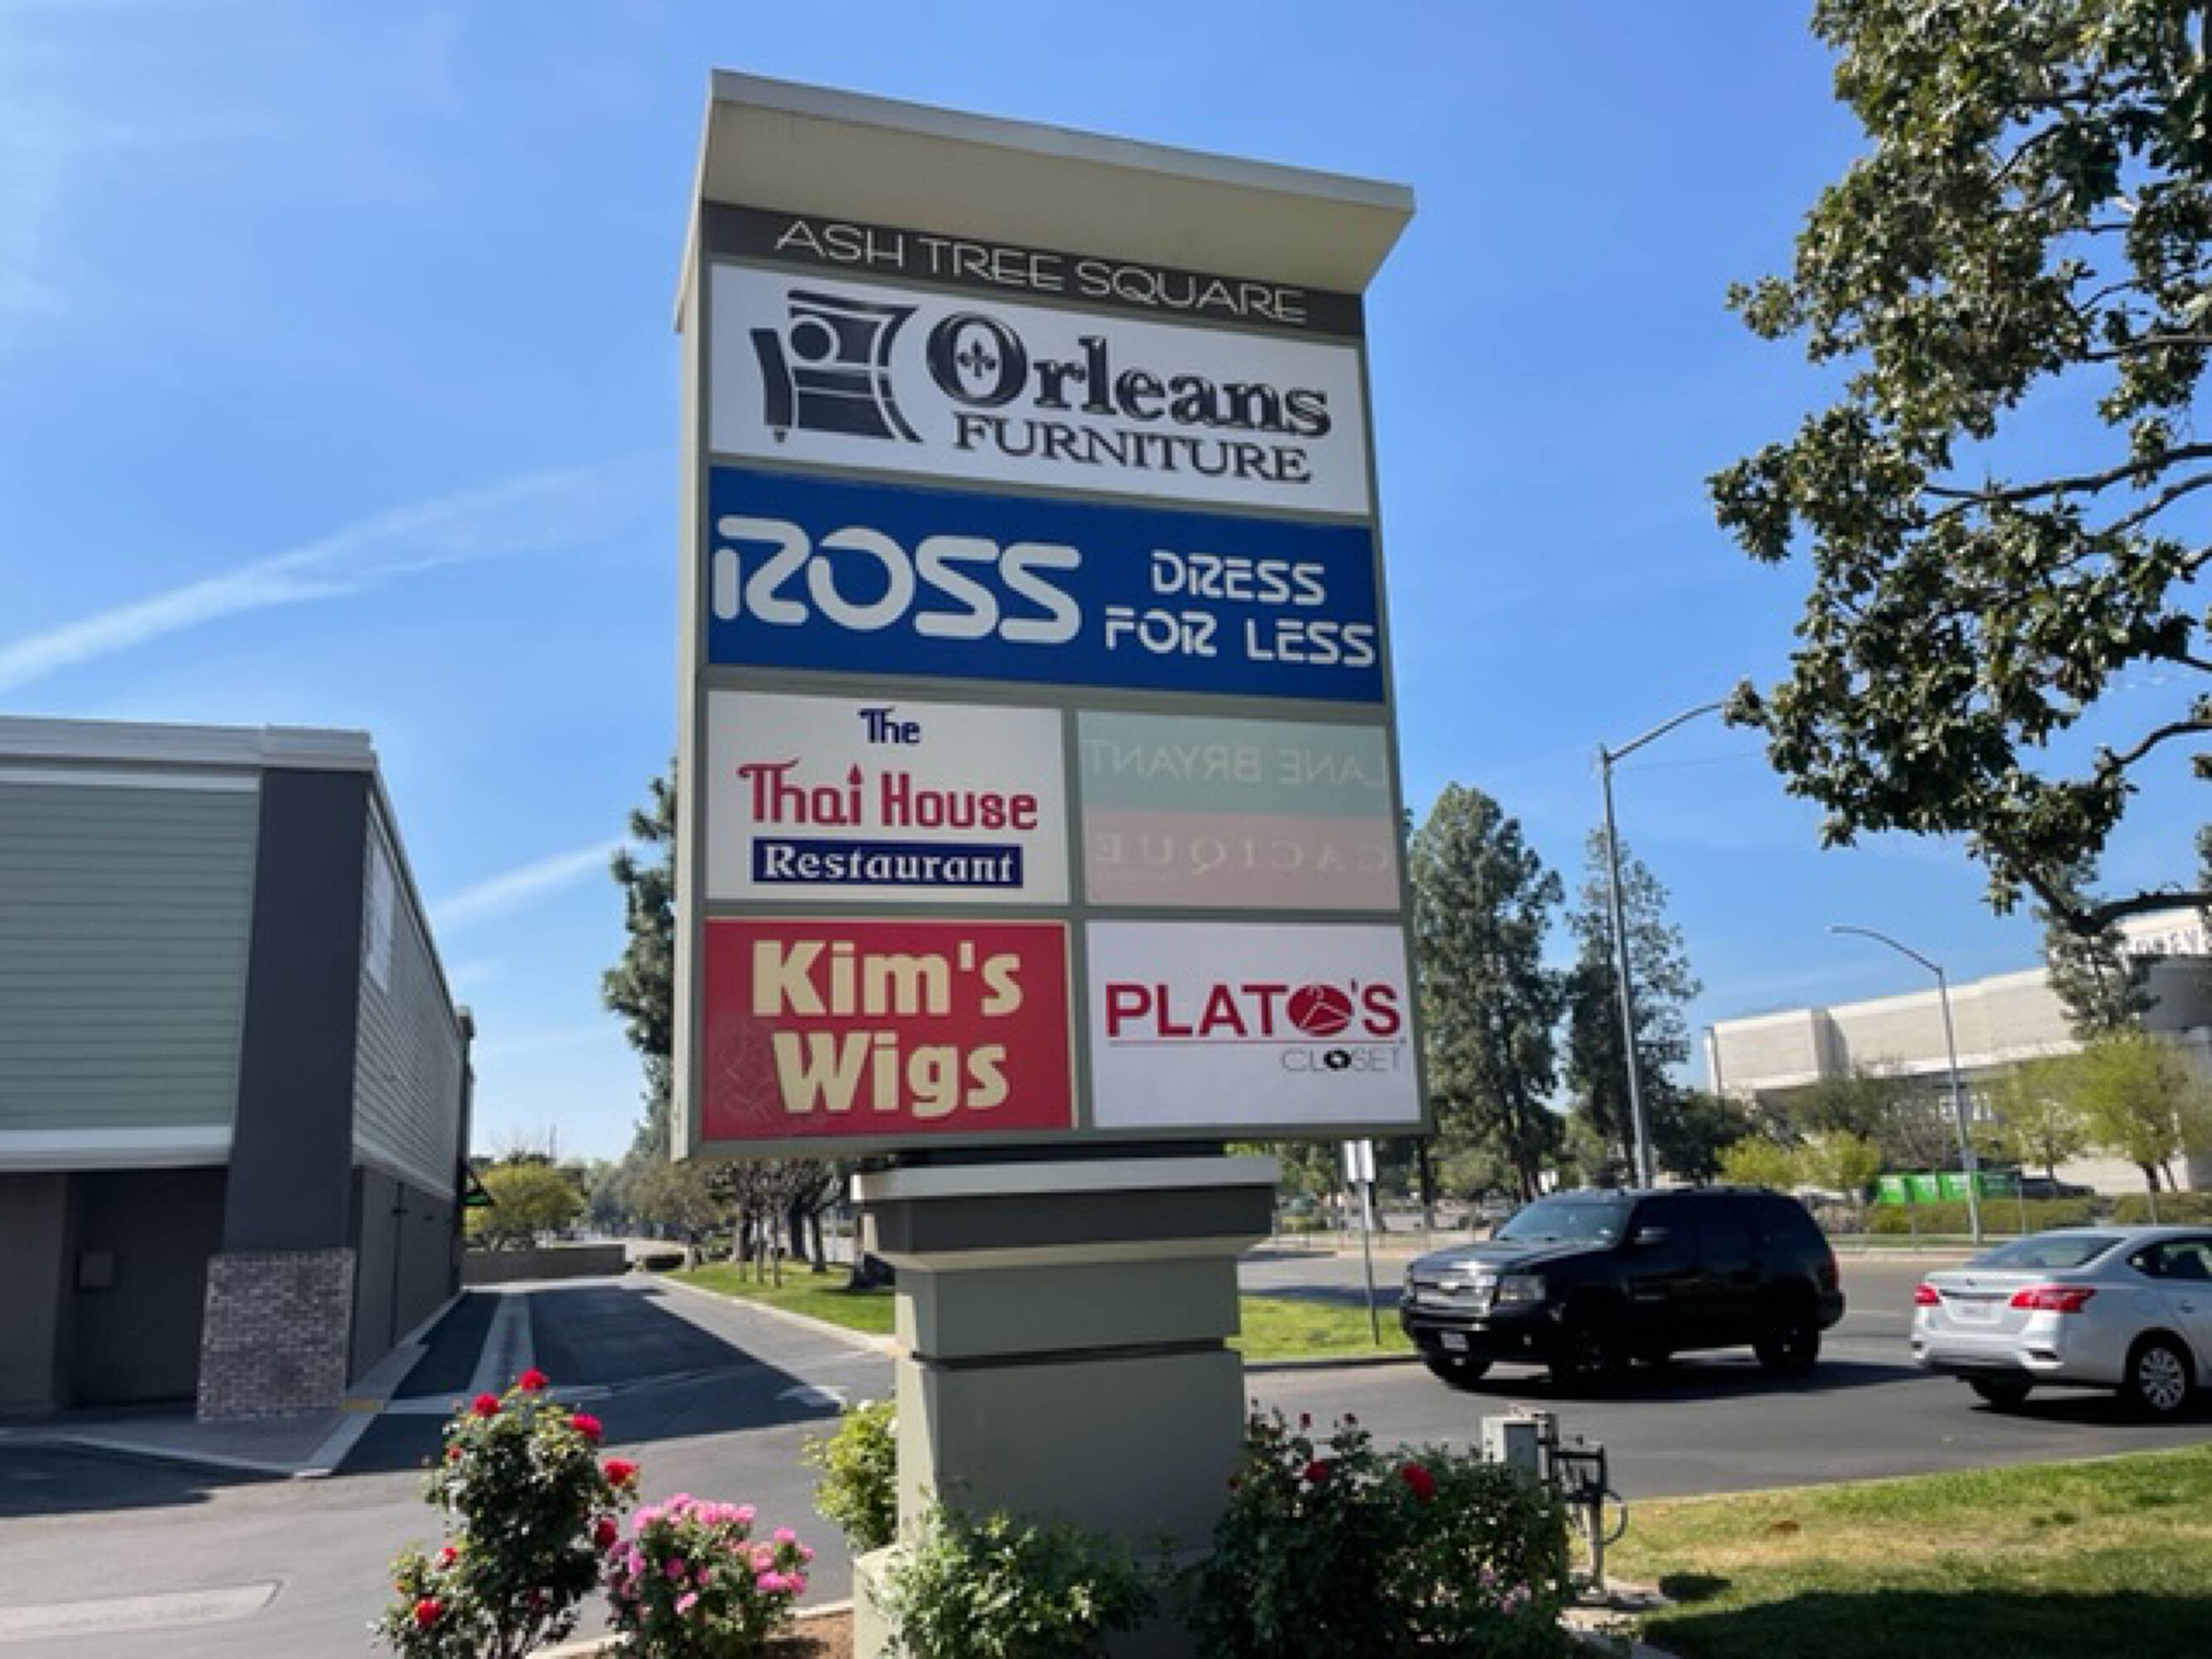 ASH TREE SQUARE
Orleans
FURNITURE
ROSS DRESS
FOR LESS
The
Thai House
Restaurant
LANE BRYANT
CACIQUE
Kim's
Wigs
PLATO'S
CLOSET